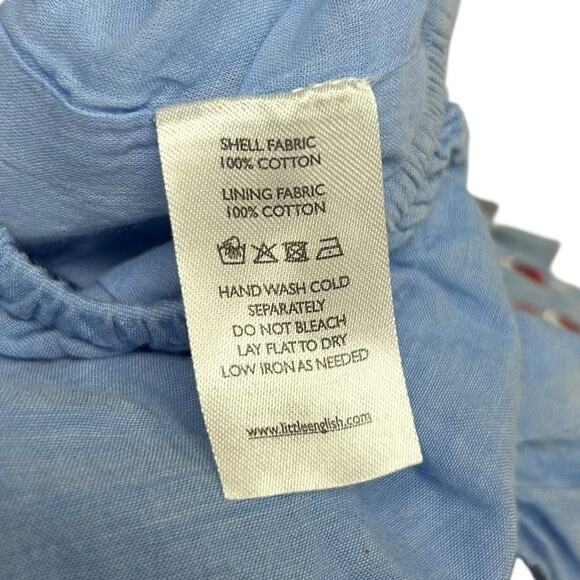 SHELL FABRIC
100% COTTON
LINING FABRIC
100% COTTON
HAND WASH COLD
SEPARATELY
DO NOT BLEACH
LAY FLAT TO DRY
LOW IRON AS NEEDED
www.littleenglish.com